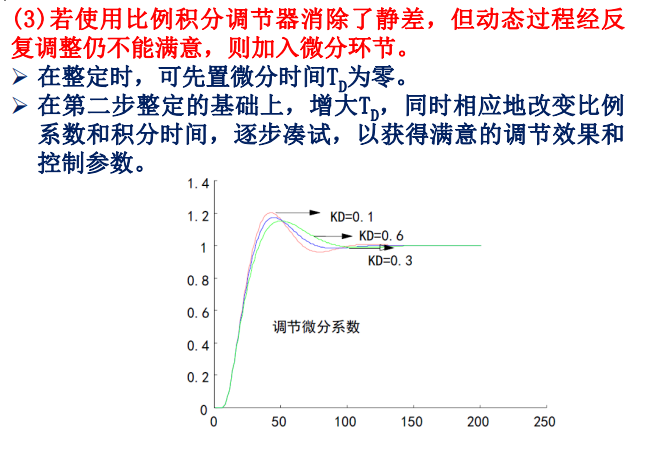 (3)若使用比例积分调节器消除了静差，但动态过程经反
复调整仍不能满意，则加入微分环节。
➢ 在整定时，可先置微分时间TD为零。
➢ 在第二步整定的基础上，增大TD，同时相应地改变比例
系数和积分时间，逐步凑试，以获得满意的调节效果和
控制参数。
1.4
1.2
KD=0.1
KD=0.6
1
KD=0.3
0.8
0.6
调节微分系数
0.4
0.2
0
0 50 100 150 200 250